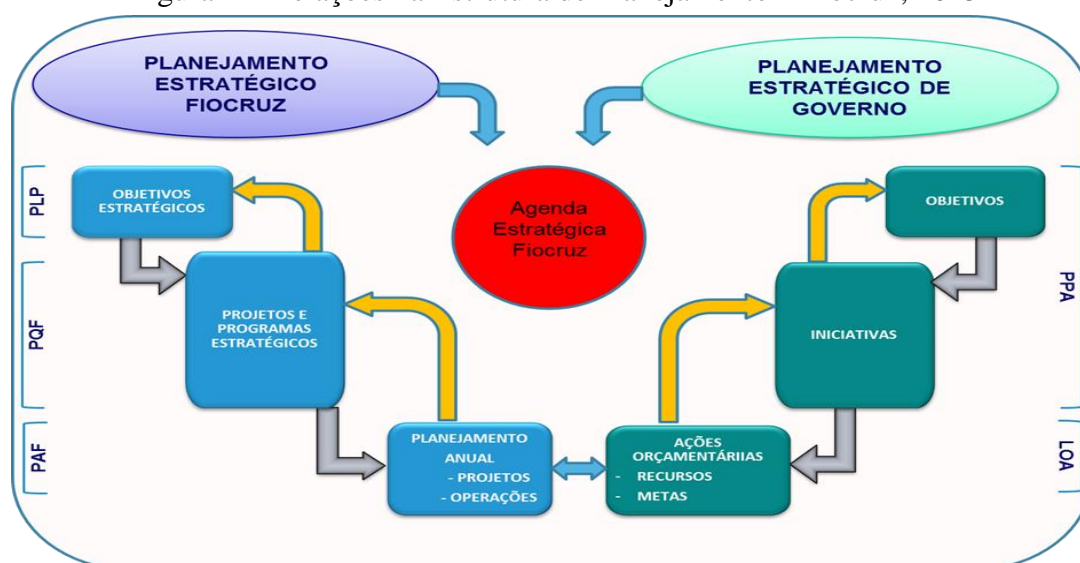 PLANEJAMENTO
ESTRATÉGICO
FIOCRUZ
PLANEJAMENTO
ESTRATÉGICO DE
GOVERNO
PLP
OBJETIVOS
ESTRATÉGICOS
Agenda
Estratégica
Fiocruz
OBJETIVOS
PQF
PROJETOS E
PROGRAMAS
ESTRATÉGICOS
INICIATIVAS
PPA
PAF
PLANEJAMENTO
ANUAL
- PROJETOS
- OPERAÇÕES
AÇÕES
ORÇAMENTÁRIIAS
- RECURSOS
- METAS
LOA